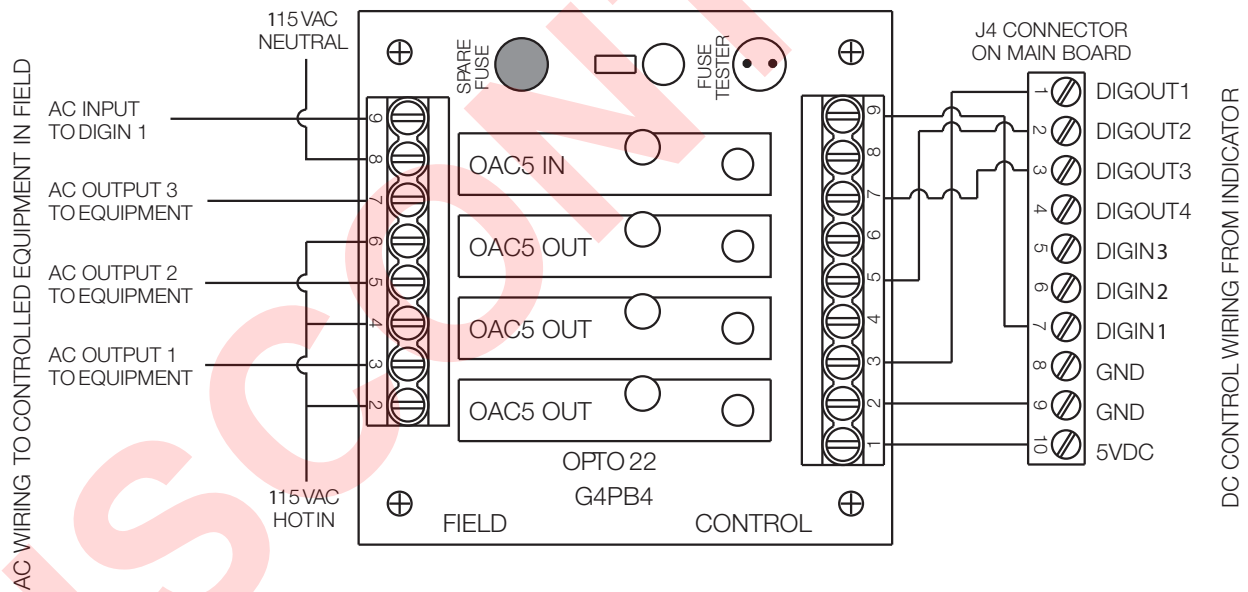 AC WIRING TO CONTROLLED EQUIPMENT IN FIELD
115 VAC
NEUTRAL
AC INPUT
TO DIGIN 1
AC OUTPUT 3
TO EQUIPMENT
AC OUTPUT 2
TO EQUIPMENT
AC OUTPUT 1
TO EQUIPMENT
115 VAC
HOT IN
SPARE
FUSE
FUSE
TESTER
9
8
7
6
5
4
3
2
OAC5 IN
OAC5 OUT
OAC5 OUT
OAC5 OUT
OPTO 22
G4PB4
FIELD
CONTROL
9
8
7
6
5
4
3
2
1
J4 CONNECTOR
ON MAIN BOARD
1 DIGOUT1
2 DIGOUT2
3 DIGOUT3
4 DIGOUT4
5 DIGIN3
6 DIGIN2
7 DIGIN1
8 GND
9 GND
10 5VDC
DC CONTROL WIRING FROM INDICATOR